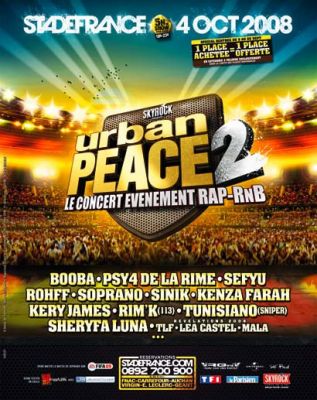 STADEFRANCE 4 OCT 2008
1 PLACE = 1 PLACE
ACHETÉE = OFFERTE
SKYROCK
urban
PEACE 2
LE CONCERT EVENEMENT RAP-RnB
BOOBA • PSY4 DE LA RIME • SEFYU
ROHFF • SOPRANO • SINIK • KENZA FARAH
KERY JAMES • RIM'K (113) • TUNISIANO (SNIPER)
REVELATIONS 2008
SHERYFA LUNA • TLF • LEA CASTEL • MALA ...
RESERVATIONS
STADEFRANCE.COM
0892 700 900
FNAC-CARREFOUR-AUCHAN
VIRGIN-E. LECLERC-GEANT
TF1
le Parisien
SKYROCK